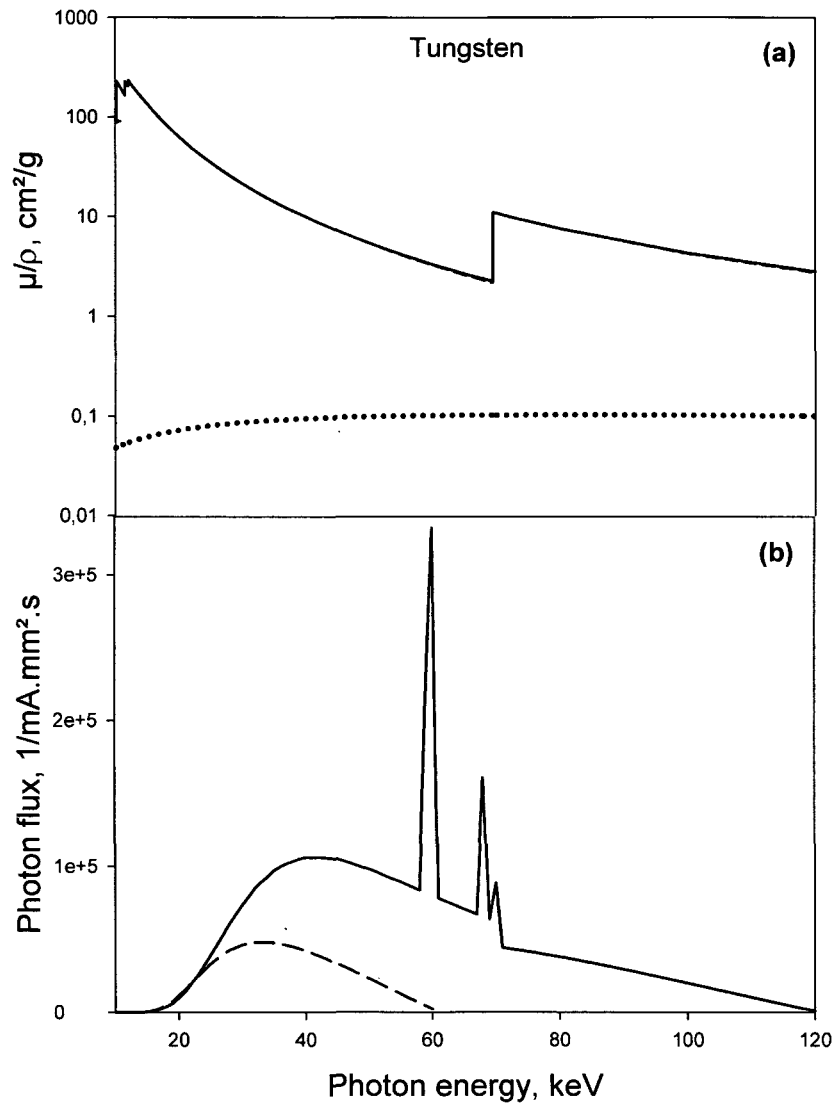 Tungsten
(a)
1000
100
10
1
0,1
0,01
µ/ρ, cm²/g
(b)
3e+5
2e+5
1e+5
0
Photon flux, 1/mA.mm².s
20 40 60 80 100 120
Photon energy, keV